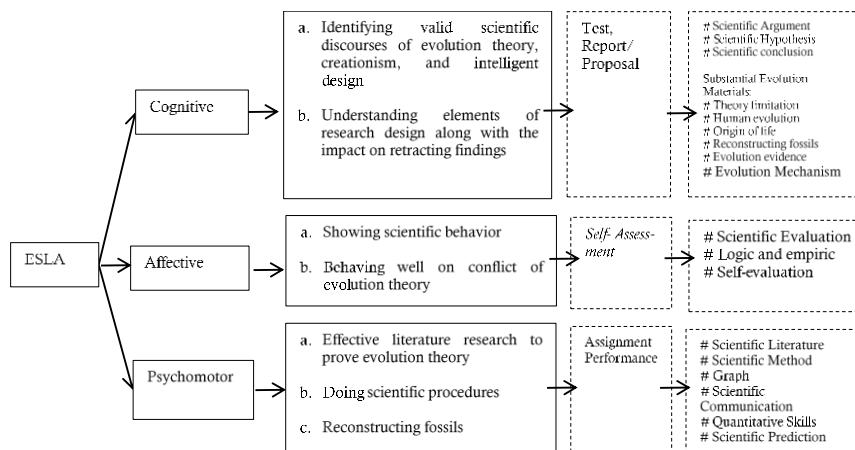 ESLA
Cognitive
a. Identifying valid scientific
discourses of evolution theory,
creationism, and intelligent
design
b. Understanding elements of
research design along with the
impact on retracting findings
Test,
Report/
Proposal
# Scientific Argument
# Scientific Hypothesis
# Scientific conclusion
Substantial Evolution
Materials:
# Theory limitation
# Human evolution
# Origin of life
# Reconstructing fossils
# Evolution evidence
# Evolution Mechanism
Affective
a. Showing scientific behavior
b. Behaving well on conflict of
evolution theory
Self- Assess-
ment
# Scientific Evaluation
# Logic and empiric
# Self-evaluation
Psychomotor
a. Effective literature research to
prove evolution theory
b. Doing scientific procedures
c. Reconstructing fossils
Assignment
Performance
# Scientific Literature
# Scientific Method
# Graph
# Scientific
Communication
# Quantitative Skills
# Scientific Prediction